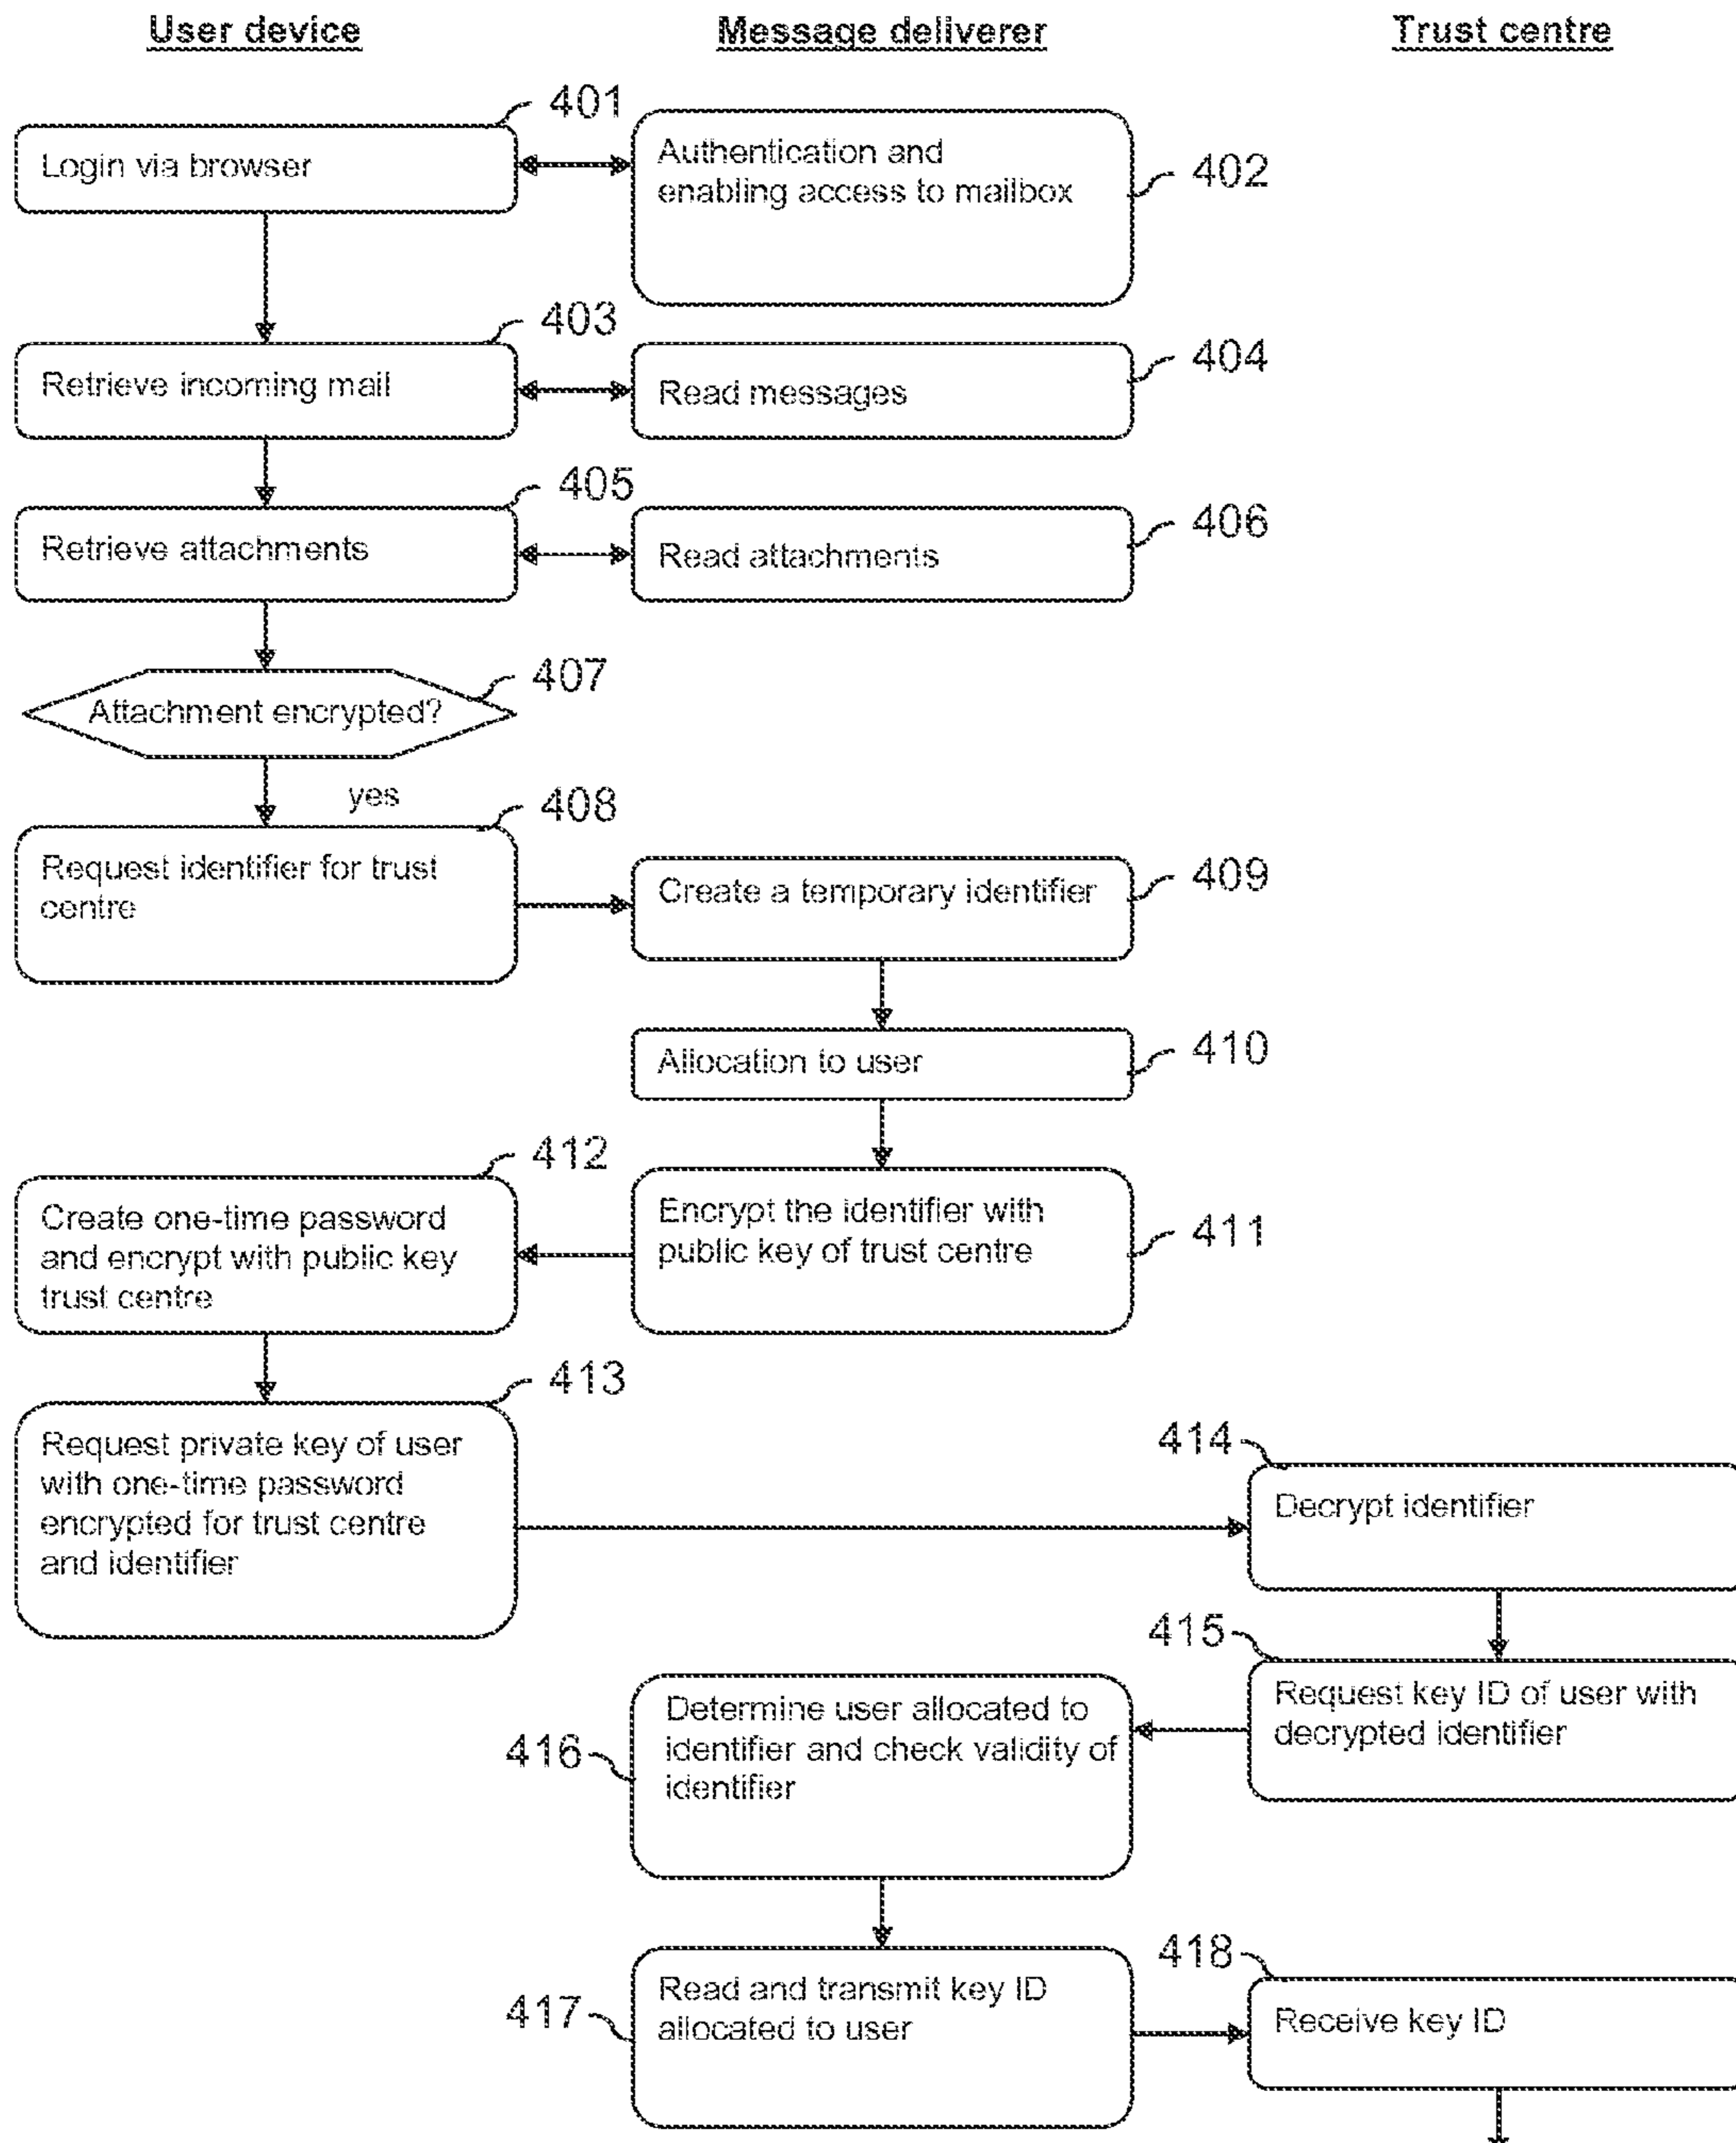 User device
Message deliverer
Trust centre
401
Login via browser
Authentication and
enabling access to mailbox
402
403
Retrieve incoming mail
Read messages
404
405
Retrieve attachments
Read attachments
406
407
Attachment encrypted?
yes
408
Request identifier for trust
centre
Create a temporary identifier
409
Allocation to user
410
Encrypt the identifier with
public key of trust centre
411
412
Create one-time password
and encrypt with public key
trust centre
413
Request private key of user
with one-time password
encrypted for trust centre
and identifier
414
Decrypt identifier
415
Request key ID of user with
decrypted identifier
416
Determine user allocated to
identifier and check validity of
identifier
417
Read and transmit key ID
allocated to user
418
Receive key ID